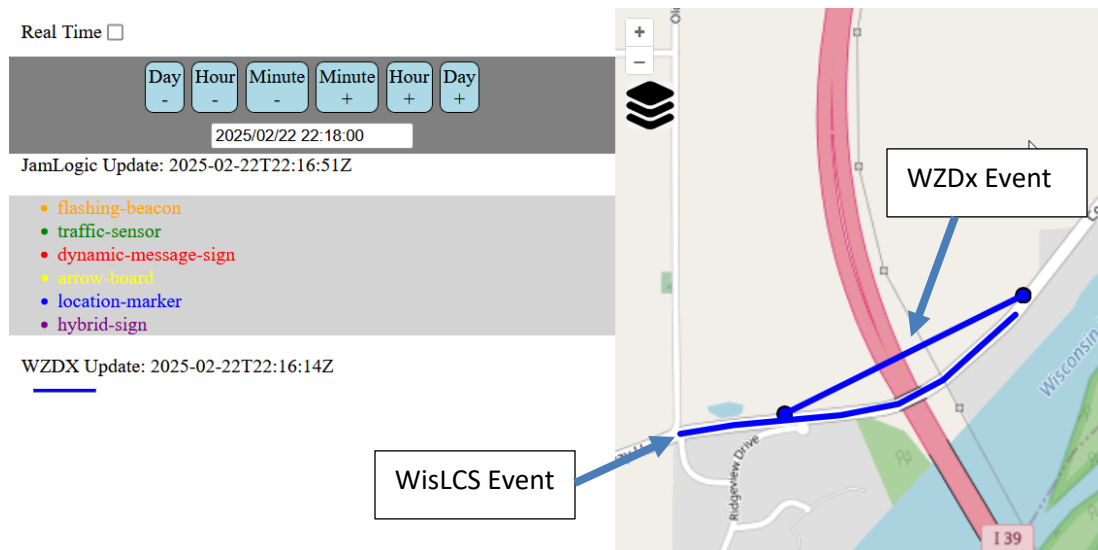 Real Time
Day Hour Minute Minute Hour Day
- - - + + +
2025/02/22 22:18:00
JamLogic Update: 2025-02-22T22:16:51Z
flashing-beacon
traffic-sensor
dynamic-message-sign
arrow-board
location-marker
hybrid-sign
WZDX Update: 2025-02-22T22:16:14Z
+
−
WZDx Event
WisLCS Event
Ridgeview Drive
I 39